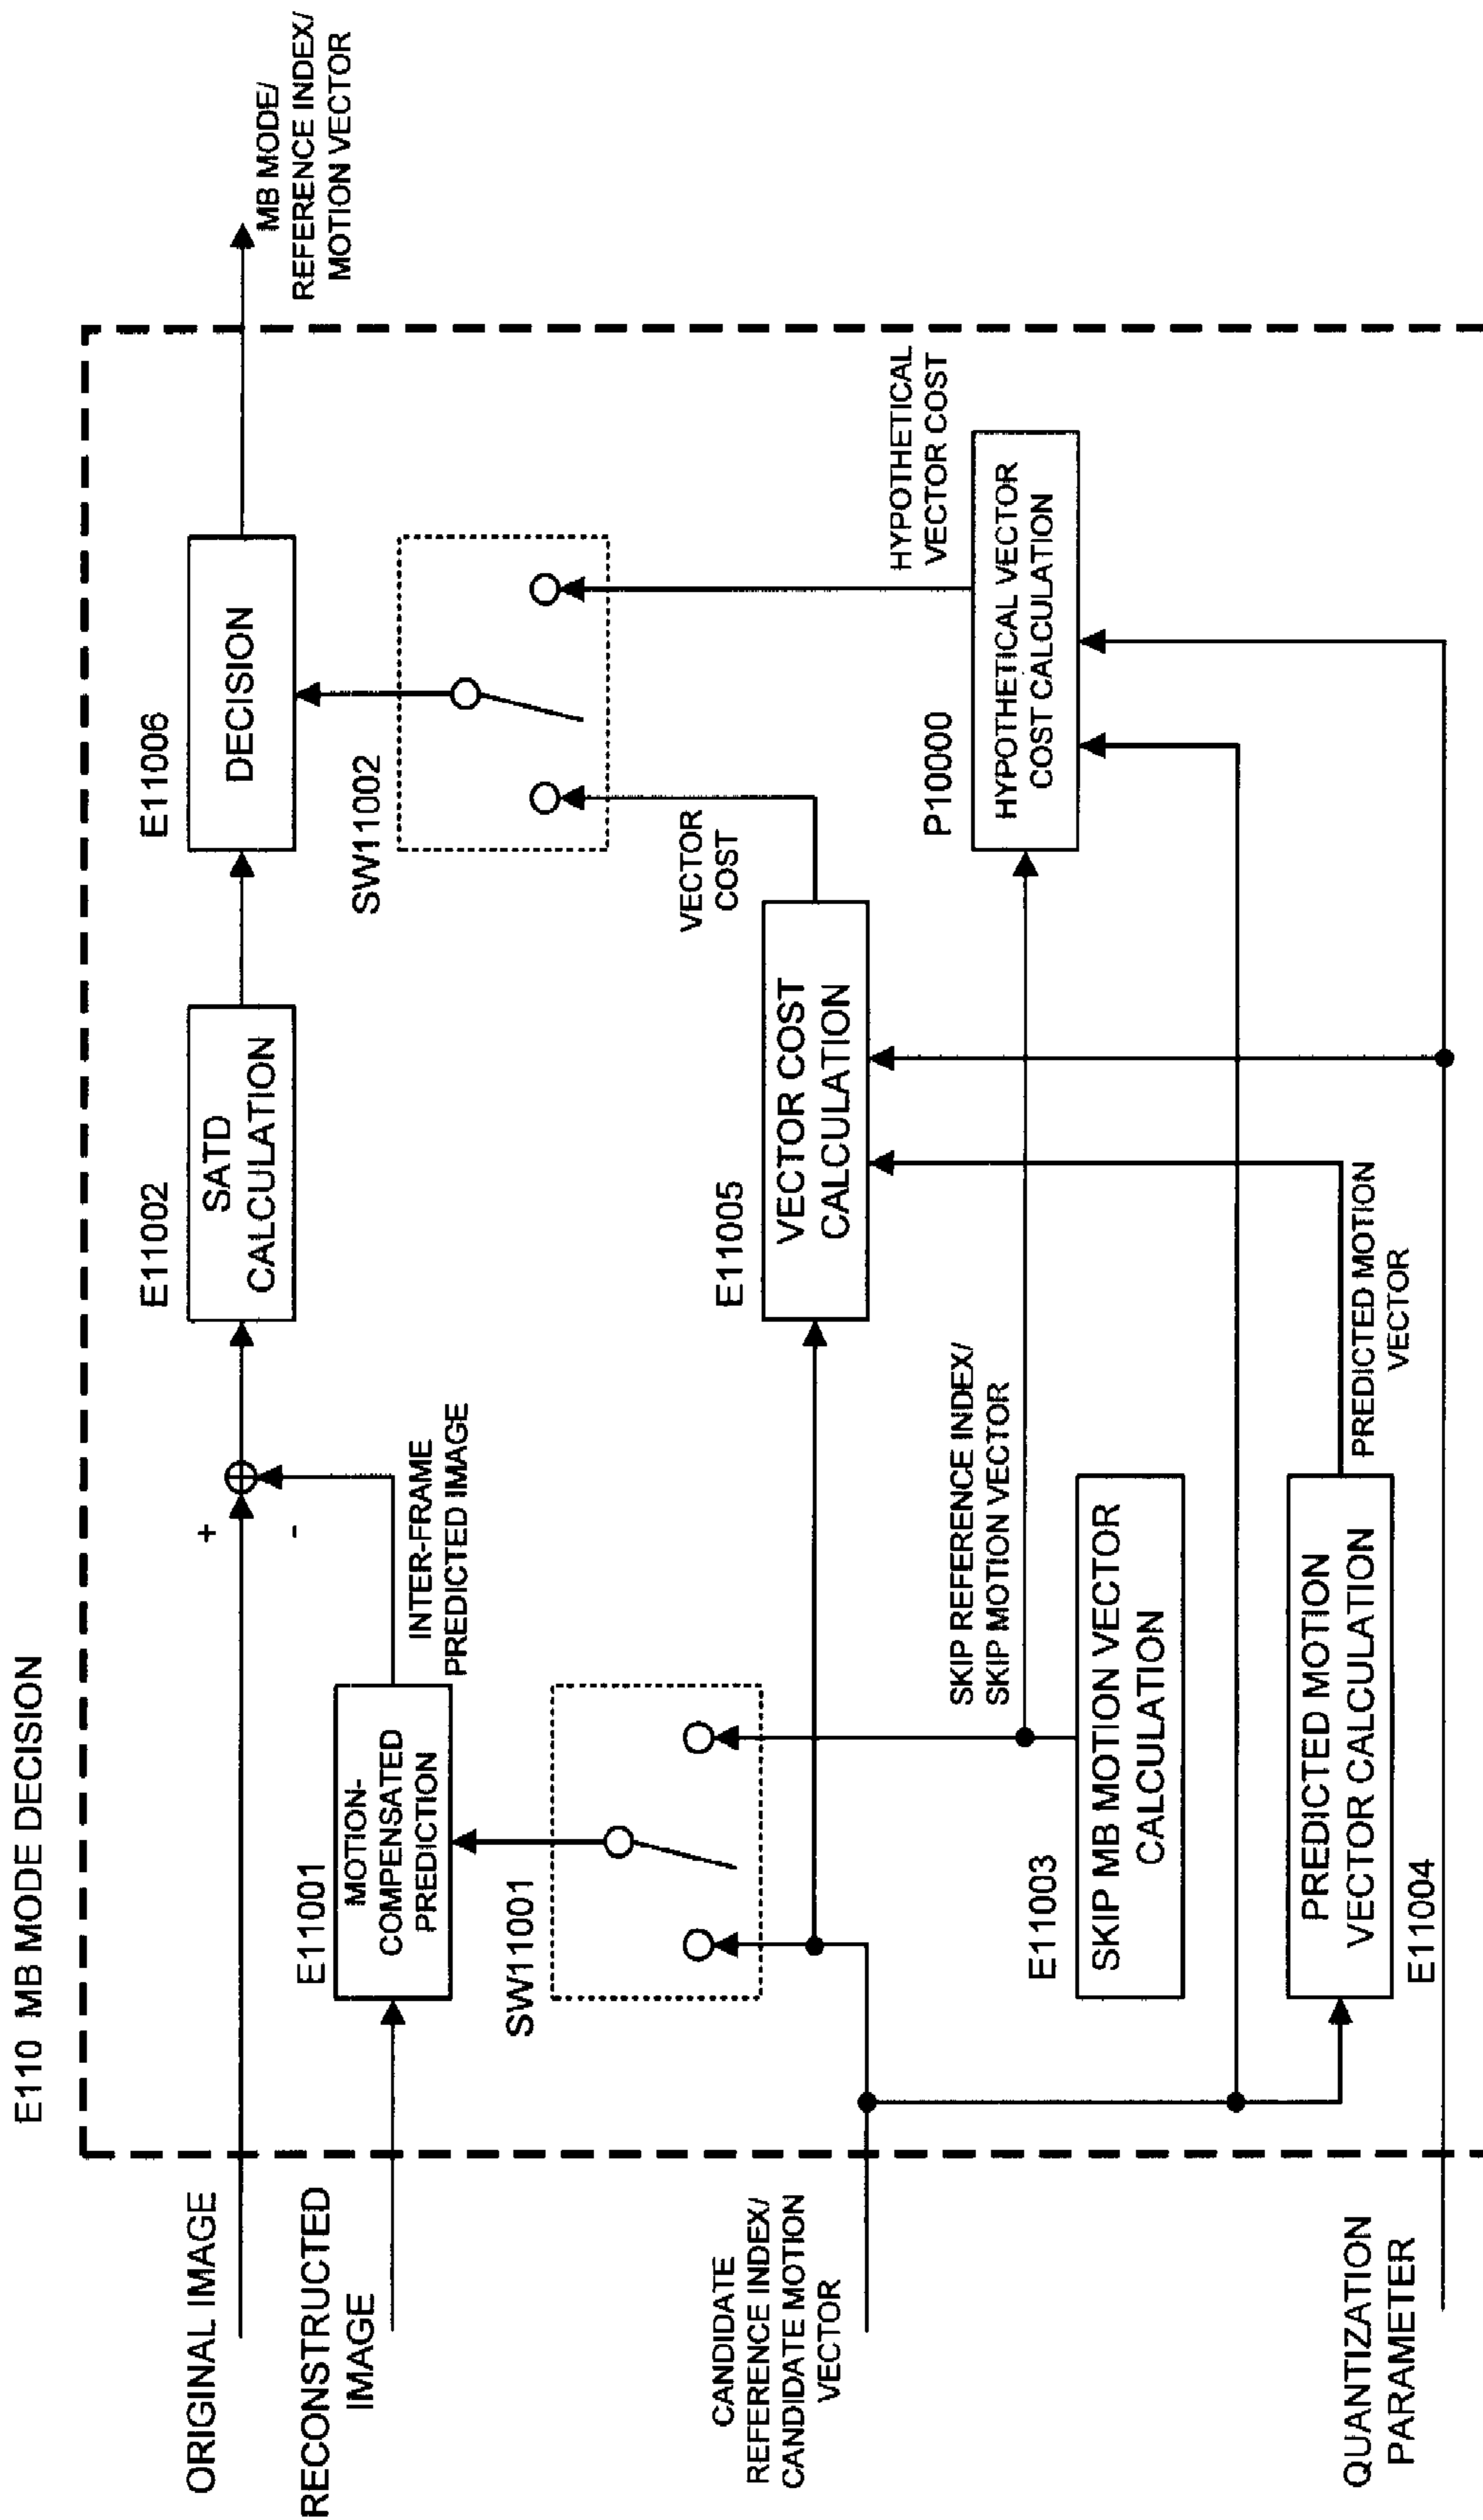 E110 MB MODE DECISION
ORIGINAL IMAGE
RECONSTRUCTED
IMAGE
CANDIDATE
REFERENCE INDEX/
CANDIDATE MOTION
VECTOR
QUANTIZATION
PARAMETER
+
-
E11001
MOTION-
COMPENSATED
PREDICTION
INTER-FRAME
PREDICTED IMAGE
SW11001
E11002
SATD
CALCULATION
E11006
DECISION
MB MODE/
REFERENCE INDEX/
MOTION VECTOR
SW11002
VECTOR
COST
HYPOTHETICAL
VECTOR COST
E11005
VECTOR COST
CALCULATION
P10000
HYPOTHETICAL VECTOR
COST CALCULATION
SKIP REFERENCE INDEX/
SKIP MOTION VECTOR
E11003
SKIP MB MOTION VECTOR
CALCULATION
PREDICTED MOTION
VECTOR CALCULATION
E11004
PREDICTED MOTION
VECTOR